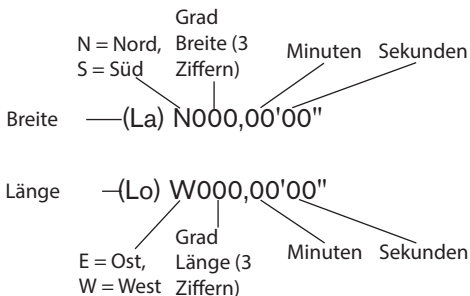 Grad
N = Nord,
Breite (3
S = Süd
Ziffern)
Minuten
Sekunden
Breite
(La) N000,00'00"
Länge
(Lo) W000,00'00"
Grad
E = Ost,
Länge (3
W = West
Ziffern)
Minuten
Sekunden